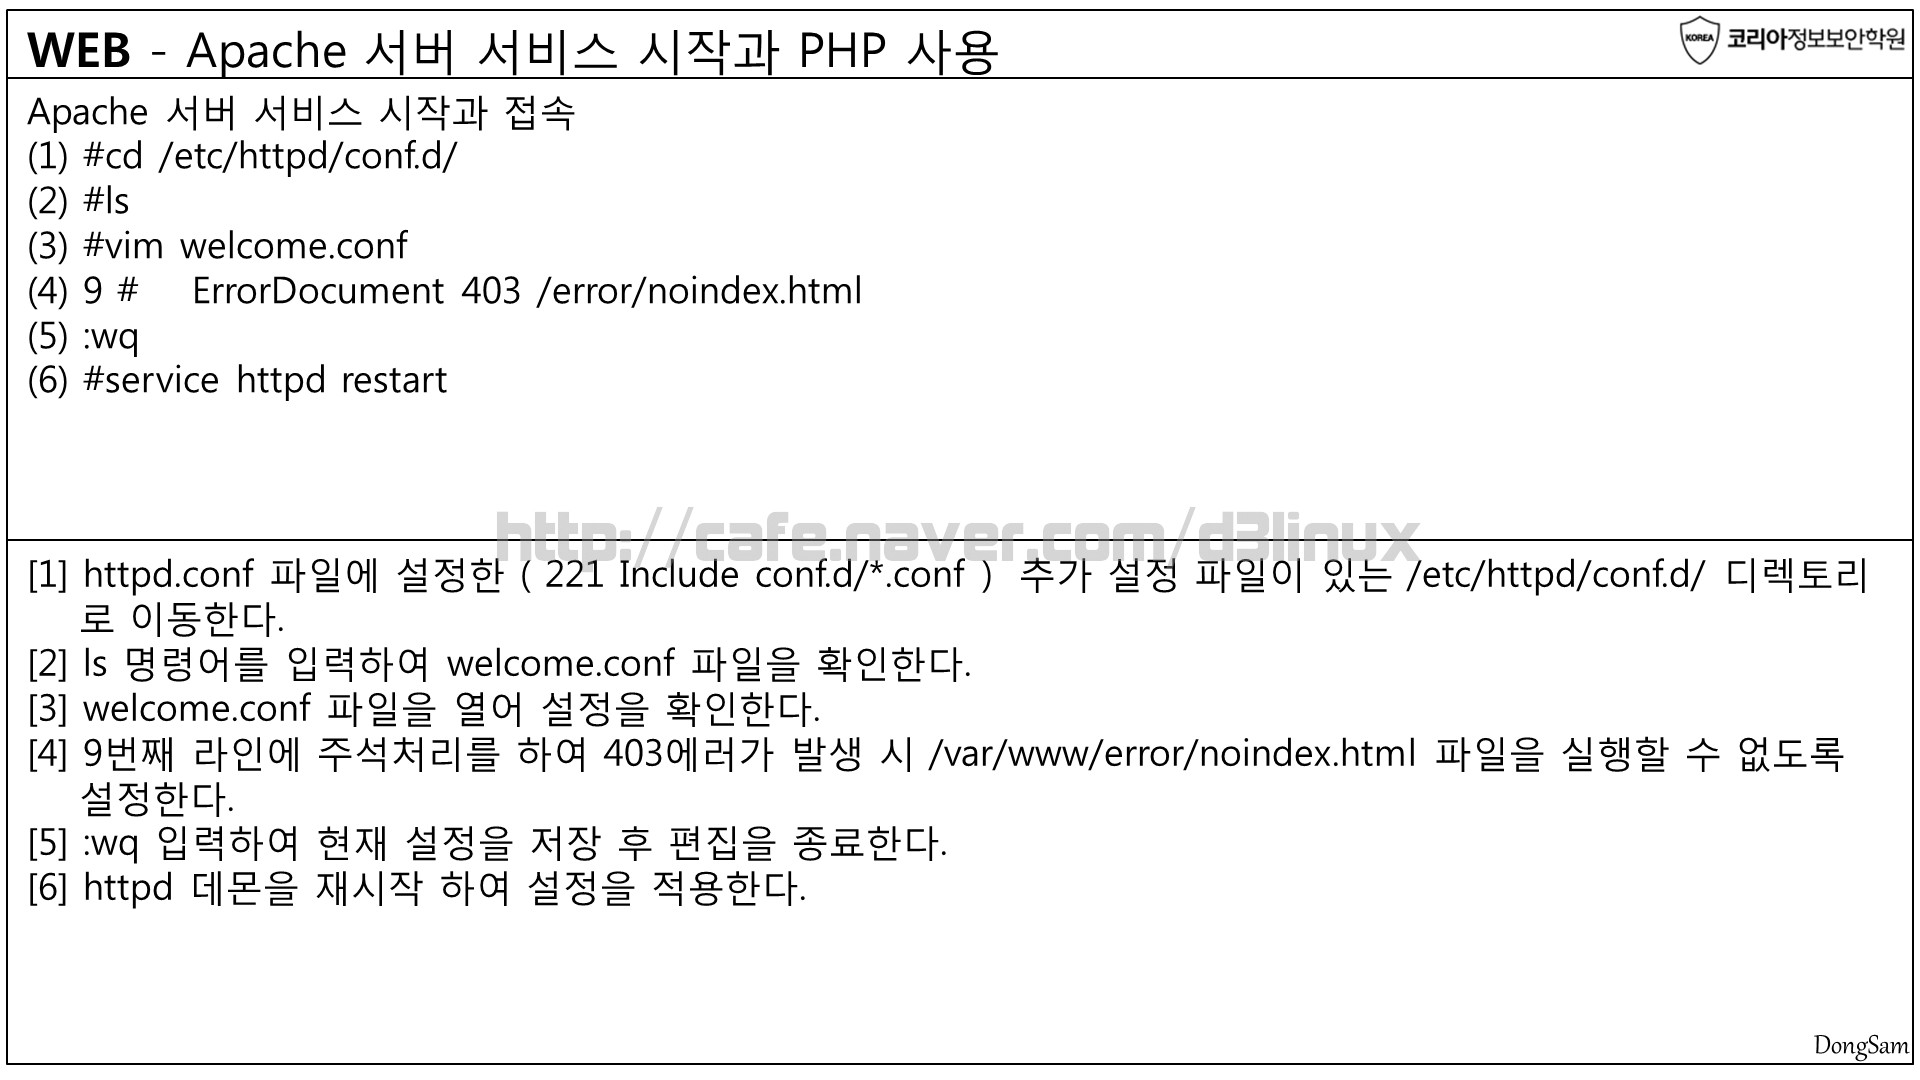 WEB - Apache 서버 서비스 시작과 PHP 사용
KOREA 코리아정보보안학원
Apache 서버 서비스 시작과 접속
(1) #cd /etc/httpd/conf.d/
(2) #ls
(3) #vim welcome.conf
(4) 9 # ErrorDocument 403 /error/noindex.html
(5) :wq
(6) #service httpd restart
http://cafe.naver.com/d3linux
[1] httpd.conf 파일에 설정한 ( 221 Include conf.d/*.conf ) 추가 설정 파일이 있는 /etc/httpd/conf.d/ 디렉토리
로 이동한다.
[2] ls 명령어를 입력하여 welcome.conf 파일을 확인한다.
[3] welcome.conf 파일을 열어 설정을 확인한다.
[4] 9번째 라인에 주석처리를 하여 403에러가 발생 시 /var/www/error/noindex.html 파일을 실행할 수 없도록
설정한다.
[5] :wq 입력하여 현재 설정을 저장 후 편집을 종료한다.
[6] httpd 데몬을 재시작 하여 설정을 적용한다.
DongSam